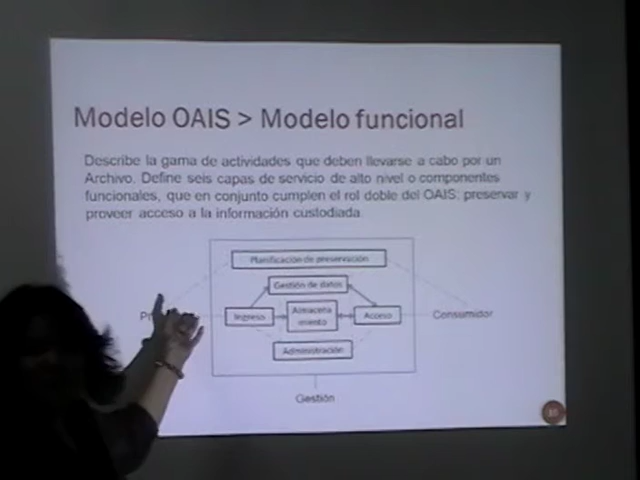 Modelo OAIS > Modelo funcional
Describe la gama de actividades que deben llevarse a cabo por un
Archivo. Define seis capas de servicio de alto nivel o componentes
funcionales, que en conjunto cumplen el rol doble del OAIS: preservar y
proveer acceso a la información custodiada.
Planificación de preservación
Gestión de datos
Ingreso
Almacena
miento
Acceso
Consumidor
Administración
Gestión